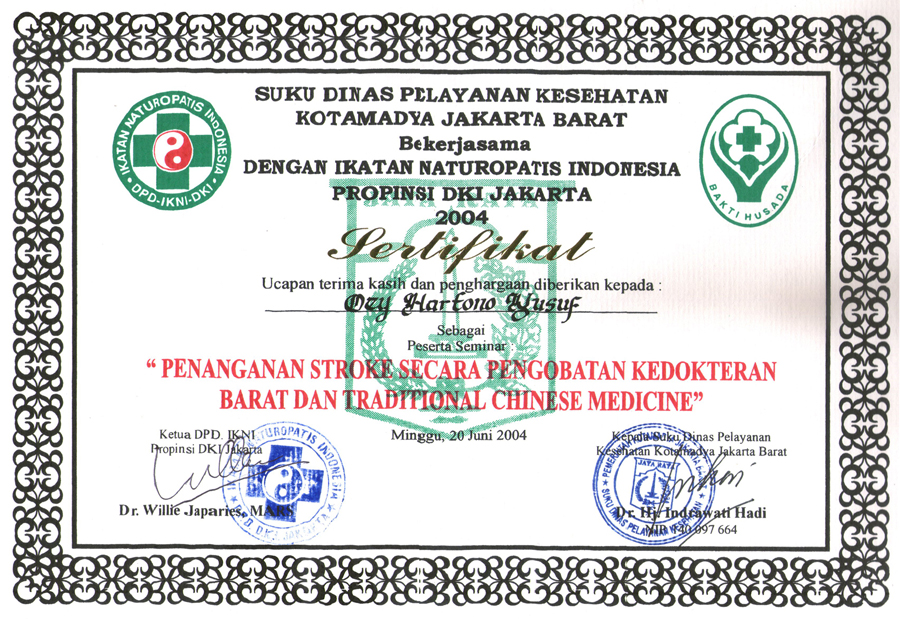 SUKU DINAS PELAYANAN KESEHATAN
KOTAMADYA JAKARTA BARAT
Bekerjasama
DENGAN IKATAN NATUROPATIS INDONESIA
PROPINSI DKI JAKARTA
2004
IKATAN NATUROPATIS INDONESIA
• DPD-IKNI-DKI •
BAKTI HUSADA
JAYA RAYA
Sertifikat
Ucapan terima kasih dan penghargaan diberikan kepada :
Ozy Hartono Yusuf
Sebagai
Peserta Seminar :
“ PENANGANAN STROKE SECARA PENGOBATAN KEDOKTERAN
BARAT DAN TRADITIONAL CHINESE MEDICINE”
Minggu, 20 Juni 2004
Ketua DPD. IKNI
Propinsi DKI Jakarta
NATUROPATIS INDONESIA
DPD DKI JAKARTA
Dr. Willie Japaries, MARS
Kepala Suku Dinas Pelayanan
Kesehatan Kotamadya Jakarta Barat
JAYA RAYA
SUKU DINAS PELAYANAN KESEHATAN
Dr. Hj. Indrawati Hadi
NIP. 140 097 664